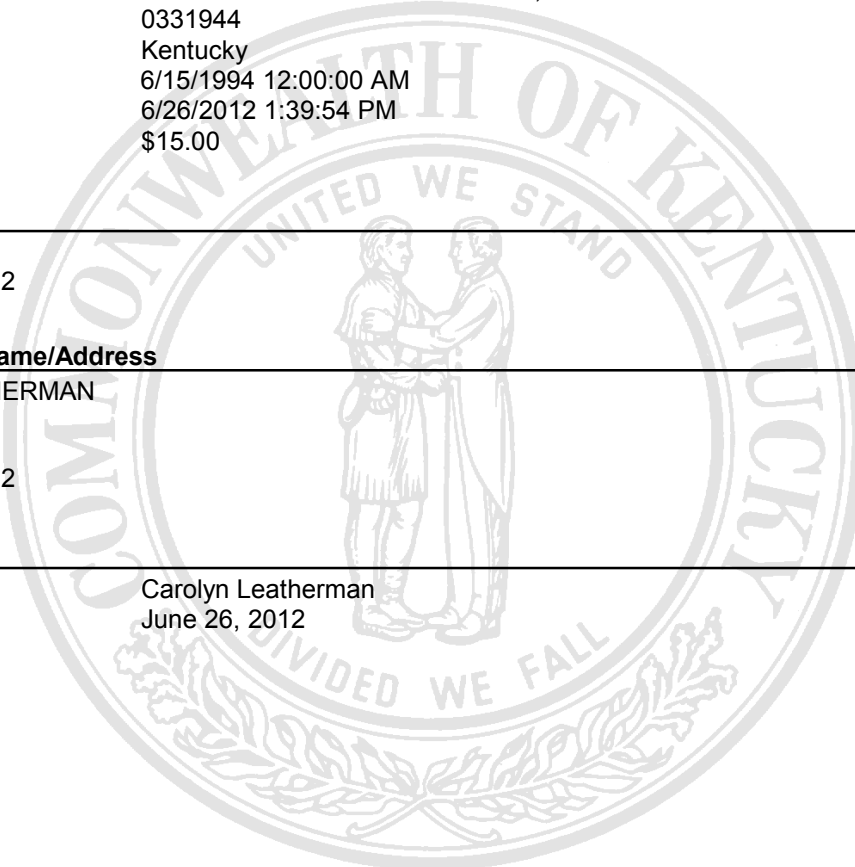 0331944
Kentucky
6/15/1994 12:00:00 AM
6/26/2012 1:39:54 PM
$15.00
2
ame/Address
HERMAN
2
Carolyn Leatherman
June 26, 2012
COMMONWEALTH OF KENTUCKY
UNITED WE STAND
DIVIDED WE FALL